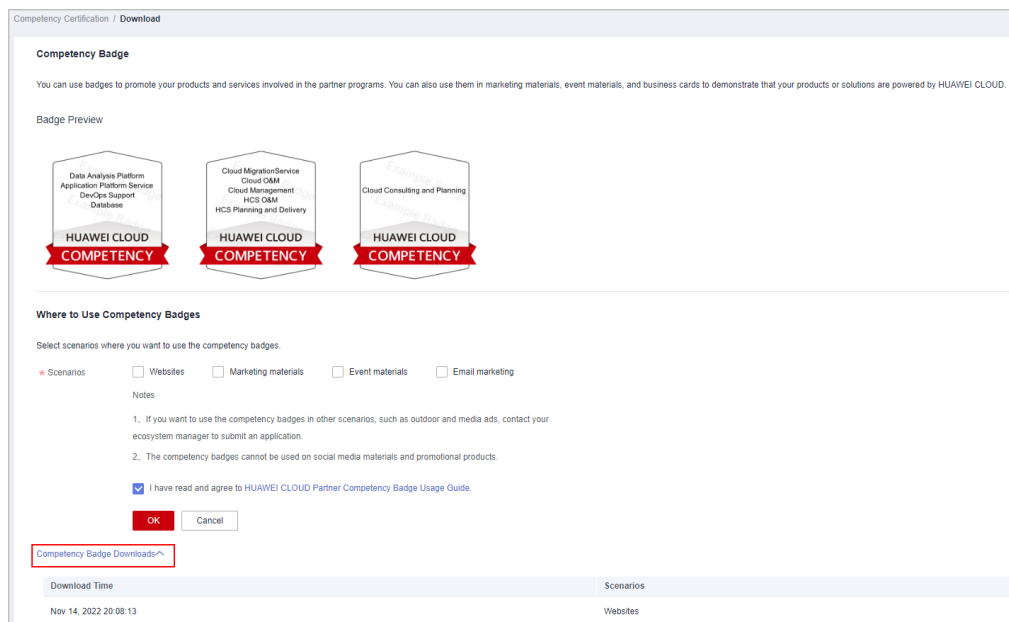 Competency Certification / Download
Competency Badge
You can use badges to promote your products and services involved in the partner programs. You can also use them in marketing materials, event materials, and business cards to demonstrate that your products or solutions are powered by HUAWEI CLOUD.
Badge Preview
Example Badge
Data Analysis Platform
Application Platform Service
DevOps Support
Database
HUAWEI CLOUD
COMPETENCY
Example Badge
Cloud MigrationService
Cloud O&M
Cloud Management
HCS O&M
HCS Planning and Delivery
HUAWEI CLOUD
COMPETENCY
Example Badge
Cloud Consulting and Planning
Example Badge
HUAWEI CLOUD
COMPETENCY
Where to Use Competency Badges
Select scenarios where you want to use the competency badges.
* Scenarios Websites Marketing materials Event materials Email marketing
Notes
1、If you want to use the competency badges in other scenarios, such as outdoor and media ads, contact your
ecosystem manager to submit an application.
2、The competency badges cannot be used on social media materials and promotional products.
I have read and agree to HUAWEI CLOUD Partner Competency Badge Usage Guide.
OK Cancel
Competency Badge Downloads
Download Time Scenarios
Nov 14, 2022 20:08:13 Websites